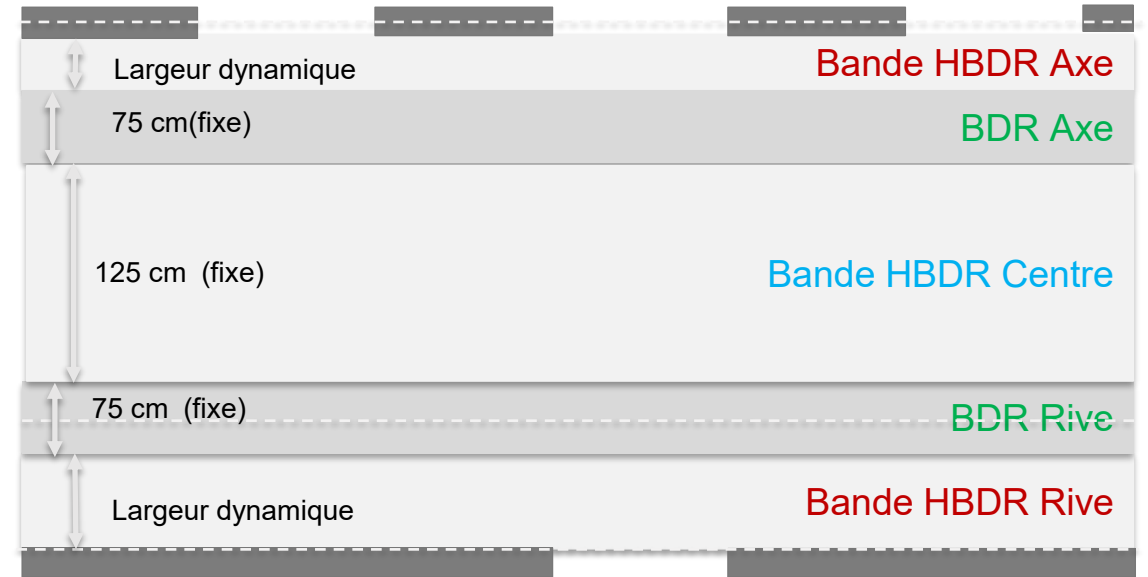 Largeur dynamique
Bande HBDR Axe
75 cm(fixe)
BDR Axe
125 cm (fixe)
Bande HBDR Centre
75 cm (fixe)
BDR Rive
Largeur dynamique
Bande HBDR Rive